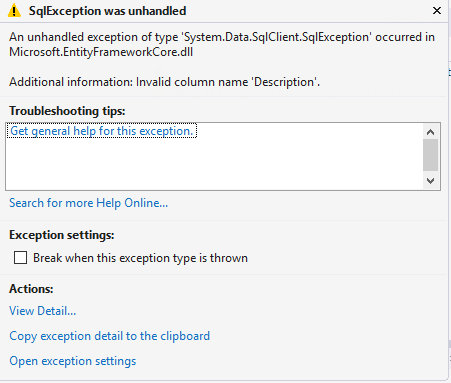 SqlException was unhandled
An unhandled exception of type 'System.Data.SqlClient.SqlException' occurred in
Microsoft.EntityFrameworkCore.dll
Additional information: Invalid column name 'Description'.
Troubleshooting tips:
Get general help for this exception.
Search for more Help Online...
Exception settings:
Break when this exception type is thrown
Actions:
View Detail...
Copy exception detail to the clipboard
Open exception settings